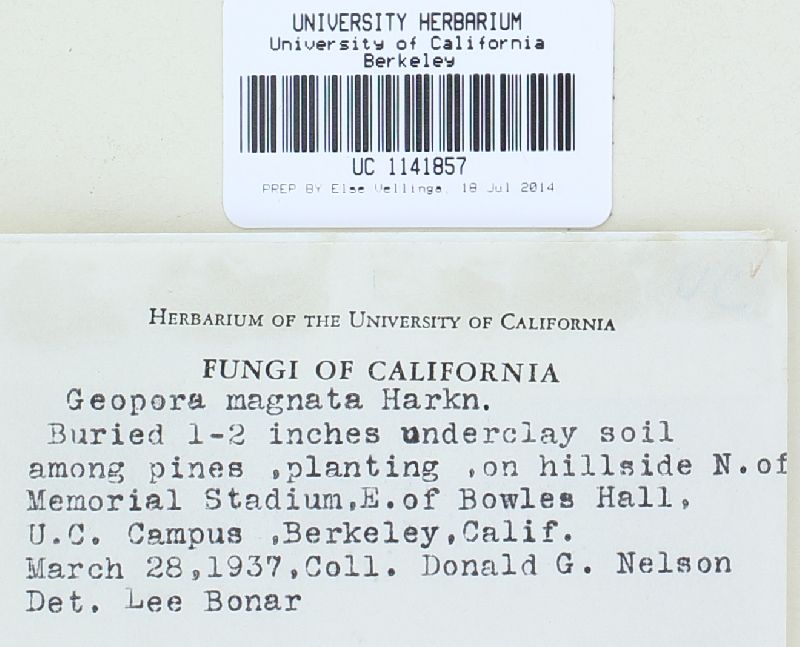 UNIVERSITY HERBARIUM
University of California
Berkeley
UC 1141857
PREP BY Else Vellinga, 18 Jul 2014
HERBARIUM OF THE UNIVERSITY OF CALIFORNIA
FUNGI OF CALIFORNIA
Geopora magnata Harkn.
Buried 1-2 inches underclay soil
among pines ,planting ,on hillside N.of
Memorial Stadium,E.of Bowles Hall,
U.C. Campus ,Berkeley,Calif.
March 28,1937,Coll. Donald G. Nelson
Det. Lee Bonar